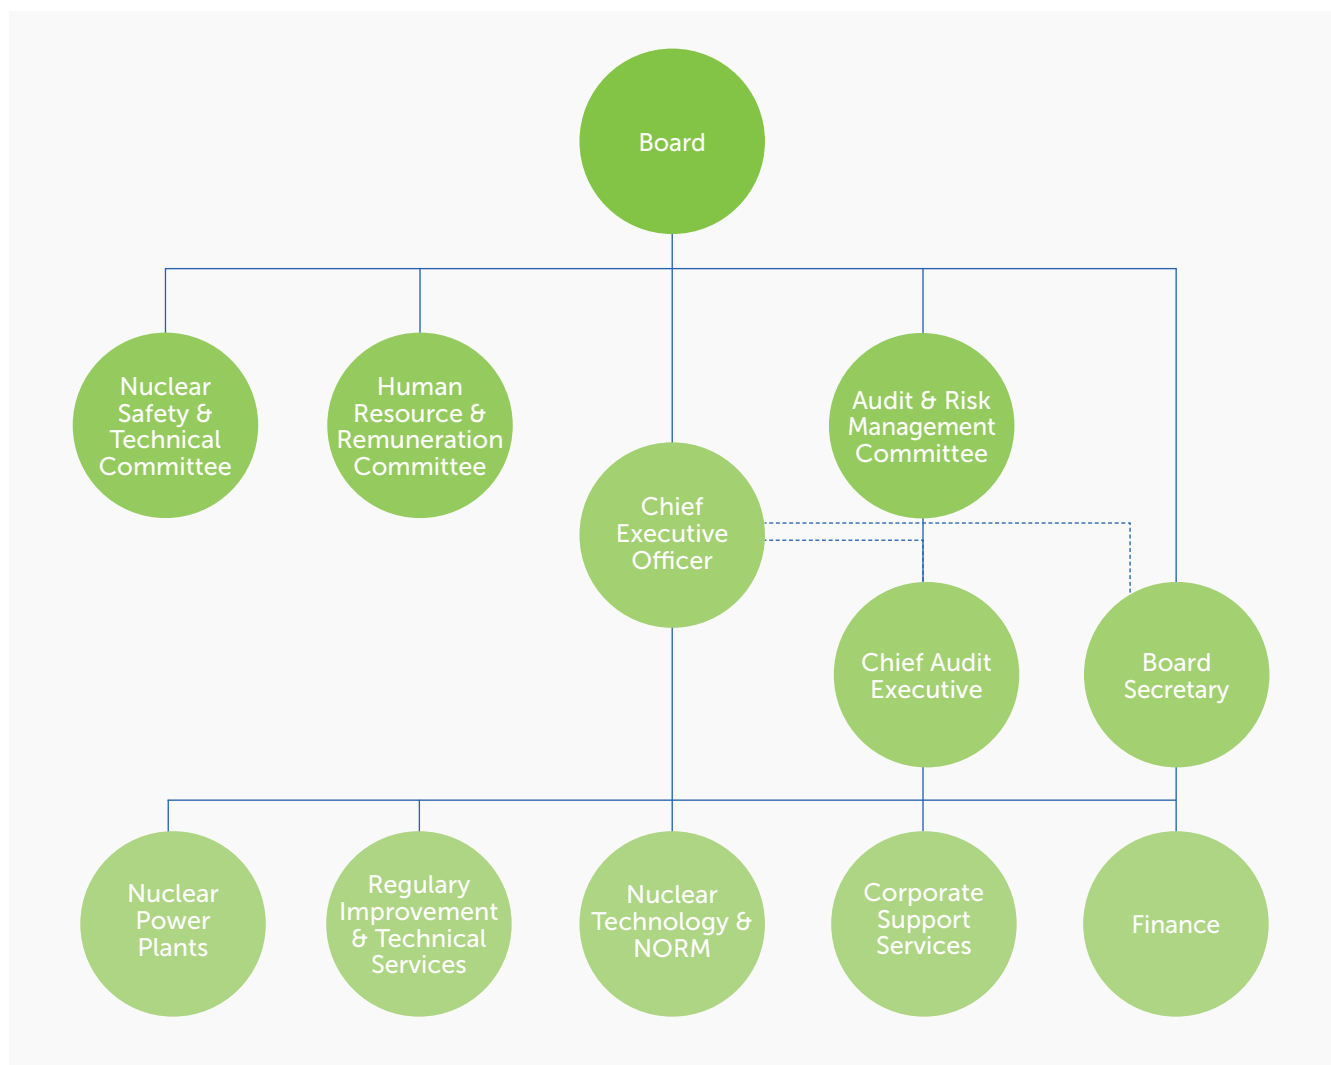 Board
Nuclear
Safety &
Technical
Committee
Human
Resource &
Remuneration
Committee
Audit & Risk
Management
Committee
Chief
Executive
Officer
Chief Audit
Executive
Board
Secretary
Nuclear
Power
Plants
Regulary
Improvement
& Technical
Services
Nuclear
Technology &
NORM
Corporate
Support
Services
Finance